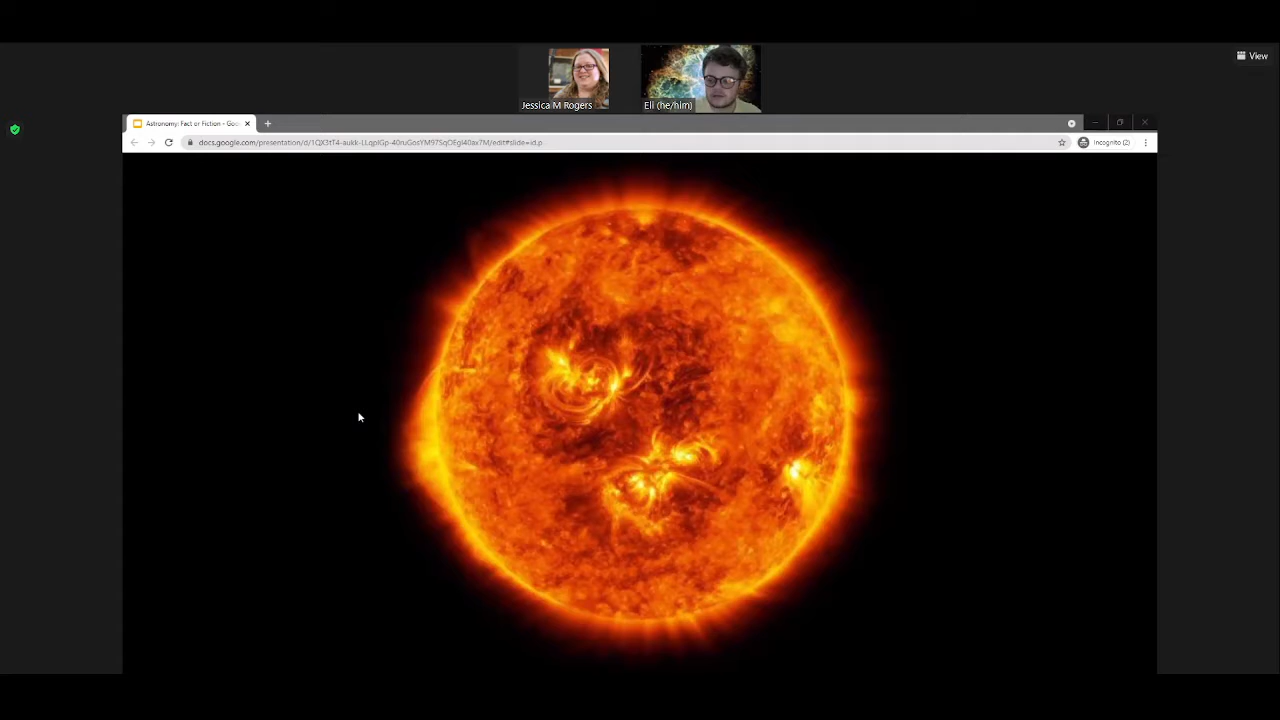 View
Jessica M Rogers
Eli (he/him)
Astronomy: Fact or Fiction - Goo
Incognito (2)